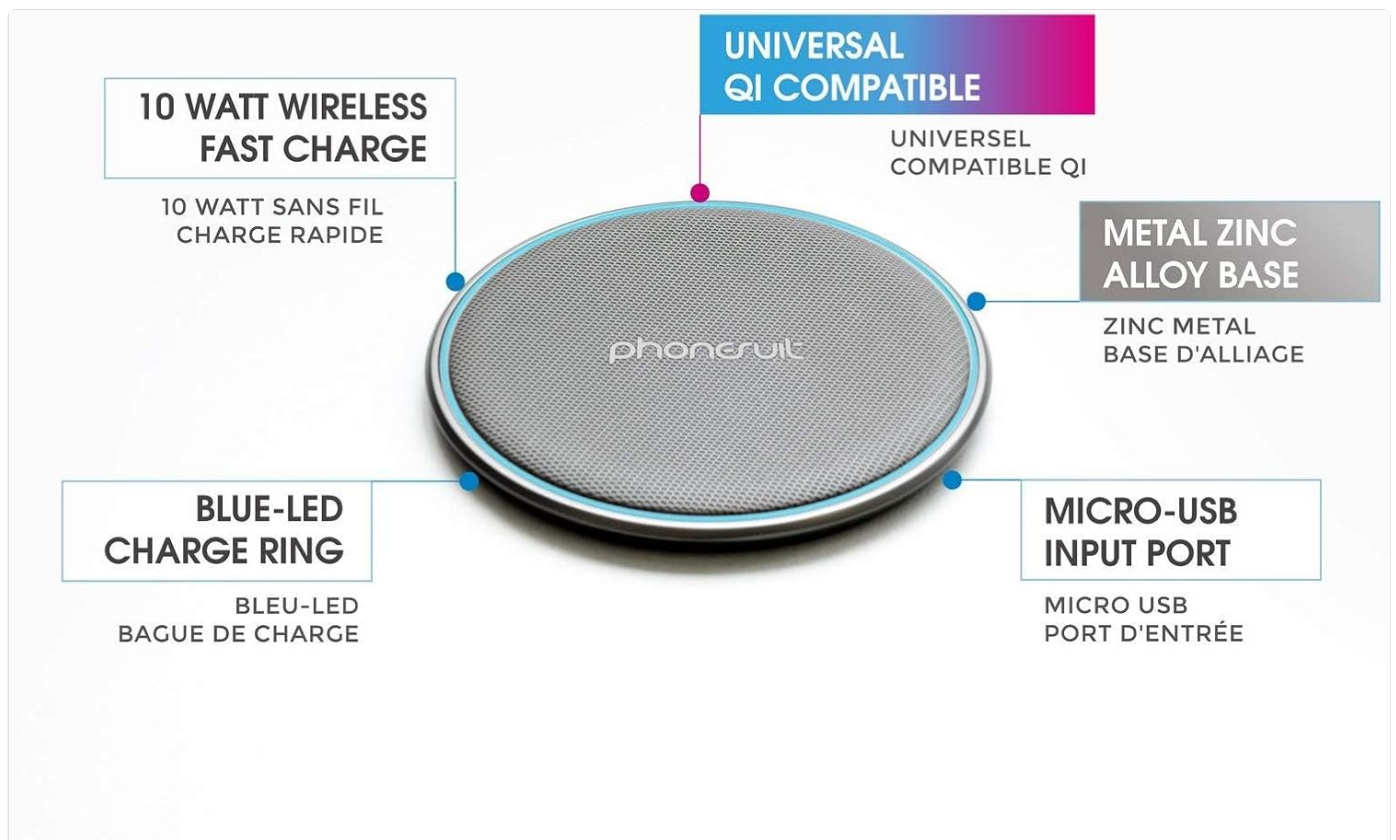 UNIVERSAL
QI COMPATIBLE
UNIVERSEL
COMPATIBLE QI
10 WATT WIRELESS
FAST CHARGE
10 WATT SANS FIL
CHARGE RAPIDE
METAL ZINC
ALLOY BASE
ZINC METAL
BASE D'ALLIAGE
phonesuit
BLUE-LED
CHARGE RING
BLEU-LED
BAGUE DE CHARGE
MICRO-USB
INPUT PORT
MICRO USB
PORT D'ENTRÉE